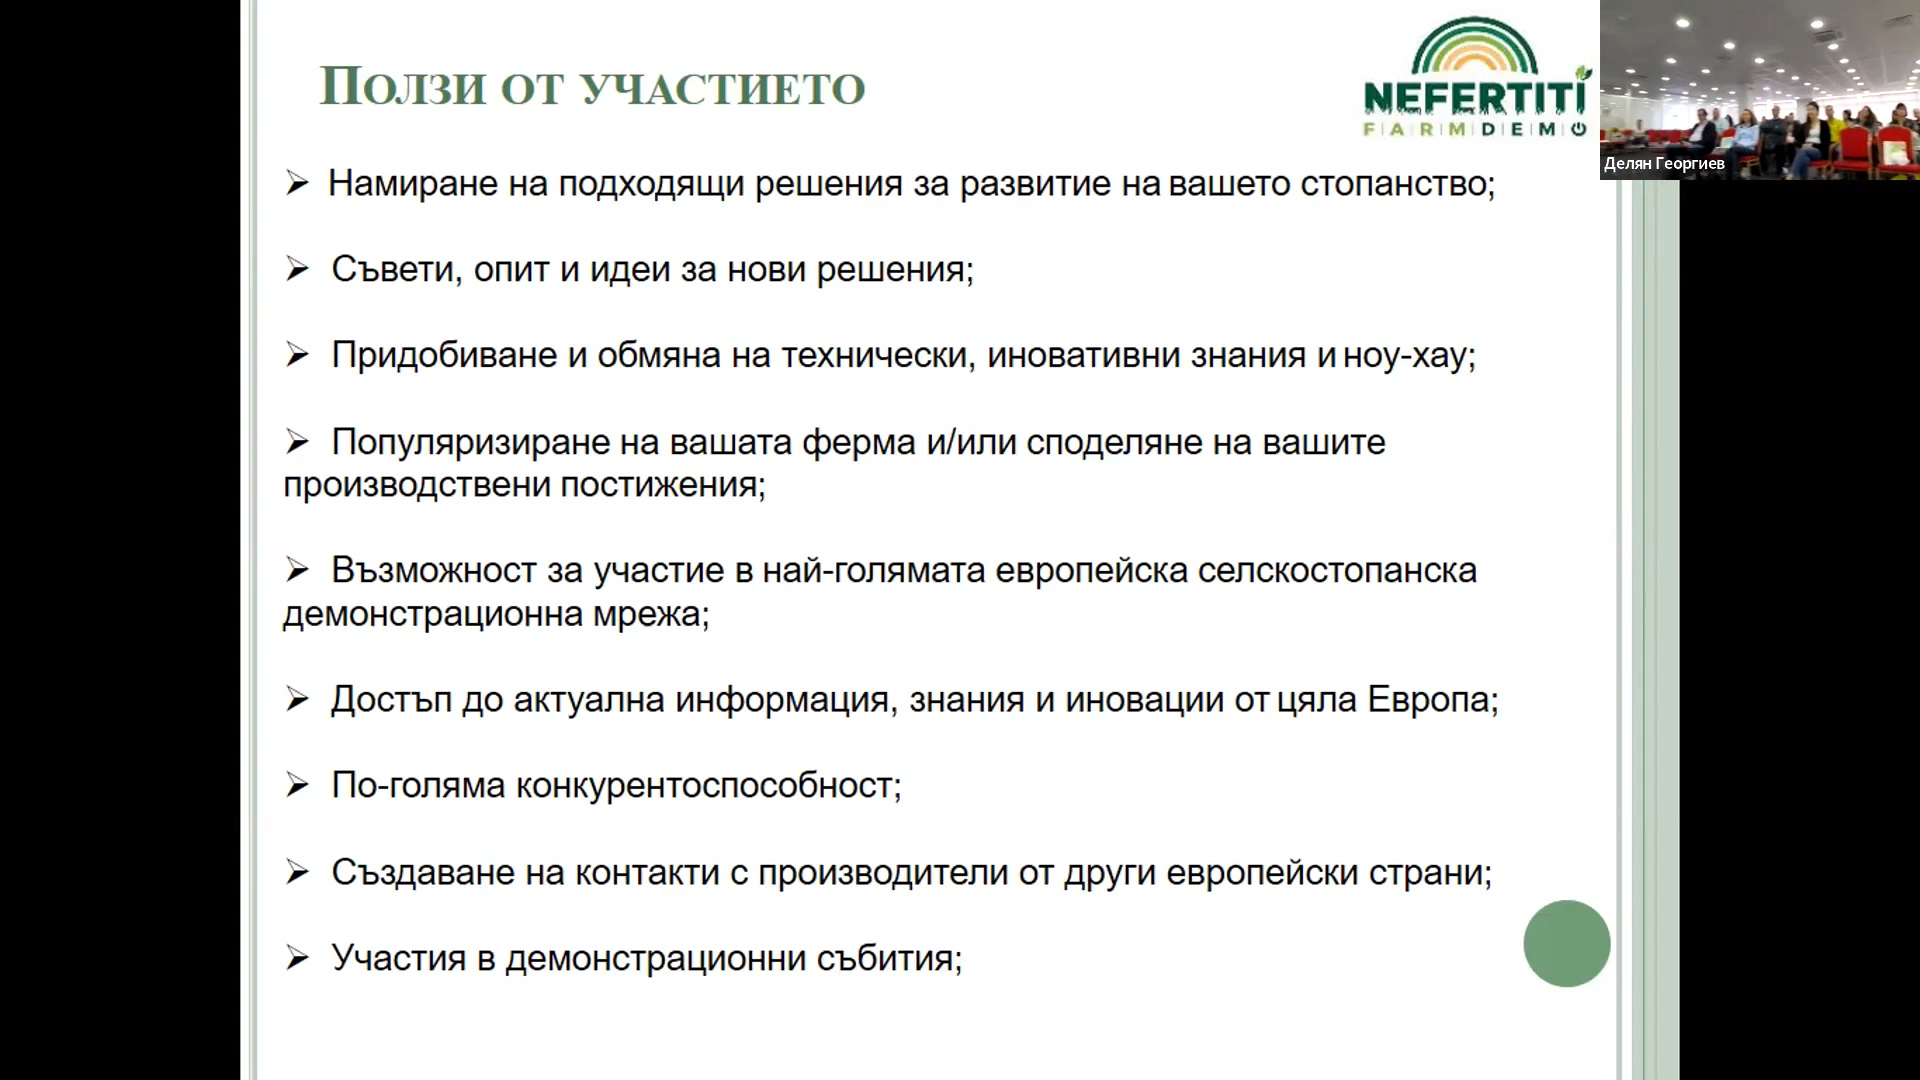 ПОЛЗИ ОТ УЧАСТИЕТО
NEFERTITI
FARMDEMO
Делян Георгиев
➢ Намиране на подходящи решения за развитие на вашето стопанство;
➢ Съвети, опит и идеи за нови решения;
➢ Придобиване и обмяна на технически, иновативни знания и ноу-хау;
➢ Популяризиране на вашата ферма и/или споделяне на вашите
производствени постижения;
➢ Възможност за участие в най-голямата европейска селскостопанска
демонстрационна мрежа;
➢ Достъп до актуална информация, знания и иновации от цяла Европа;
➢ По-голяма конкурентоспособност;
➢ Създаване на контакти с производители от други европейски страни;
➢ Участия в демонстрационни събития;